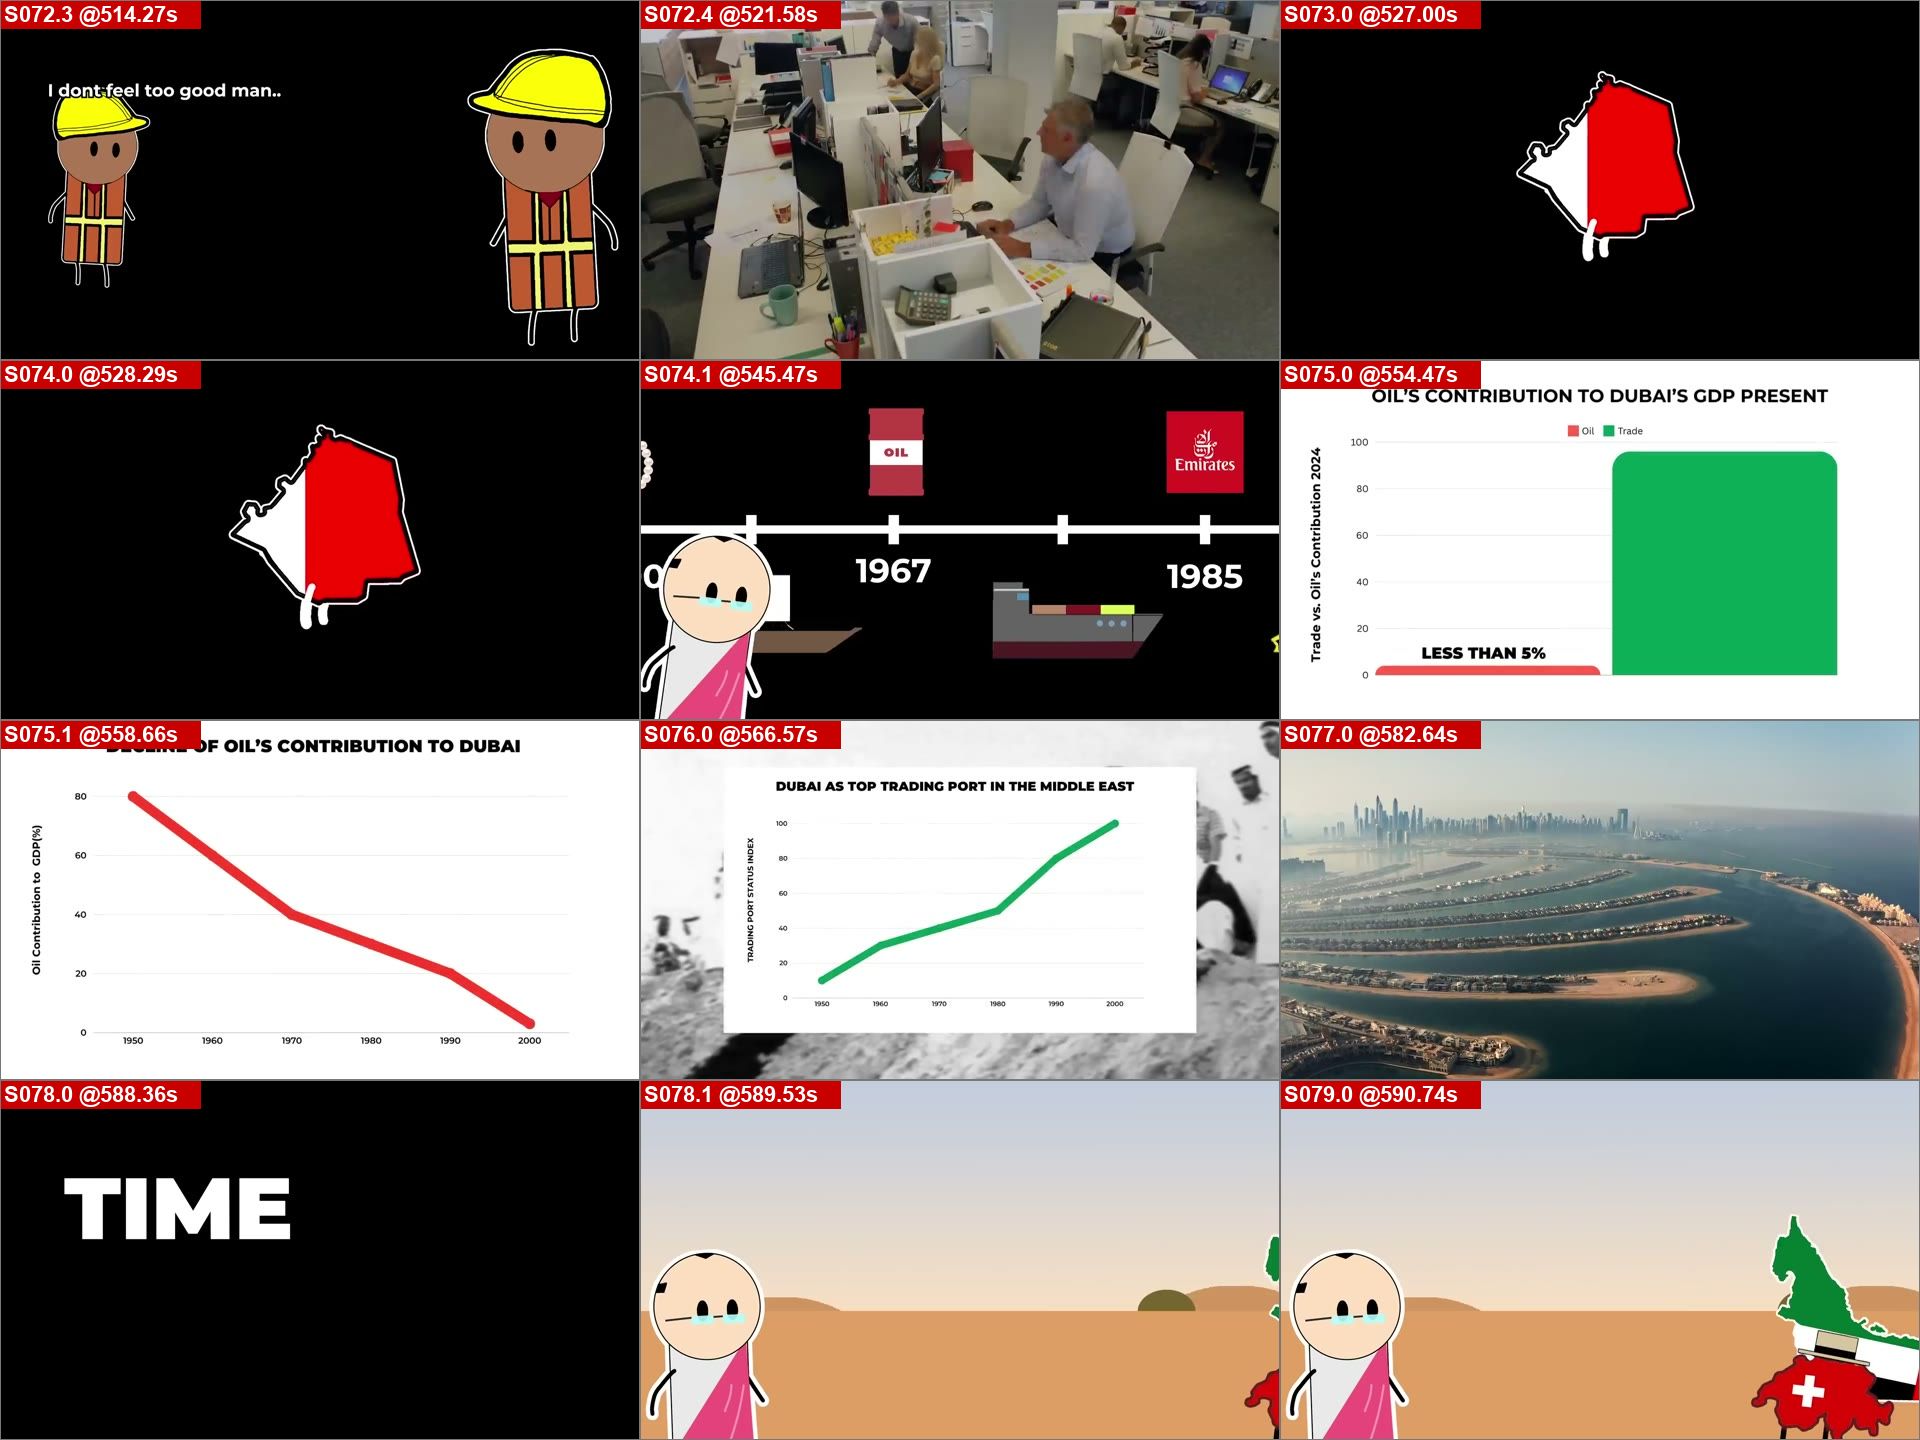 S072.3 @514.27s
I dont feel too good man..
S072.4 @521.58s
S073.0 @527.00s
S074.0 @528.29s
S074.1 @545.47s
OIL
Emirates
1967
1985
S075.0 @554.47s
OIL'S CONTRIBUTION TO DUBAI'S GDP PRESENT
Oil
Trade
Trade vs. Oil's Contribution 2024
100
80
60
40
20
0
LESS THAN 5%
S075.1 @558.66s
DECLINE OF OIL'S CONTRIBUTION TO DUBAI
Oil Contribution to GDP(%)
80
60
40
20
0
1950
1960
1970
1980
1990
2000
S076.0 @566.57s
DUBAI AS TOP TRADING PORT IN THE MIDDLE EAST
TRADING PORT STATUS INDEX
100
80
60
40
20
0
1950
1960
1970
1980
1990
2000
S077.0 @582.64s
S078.0 @588.36s
TIME
S078.1 @589.53s
S079.0 @590.74s